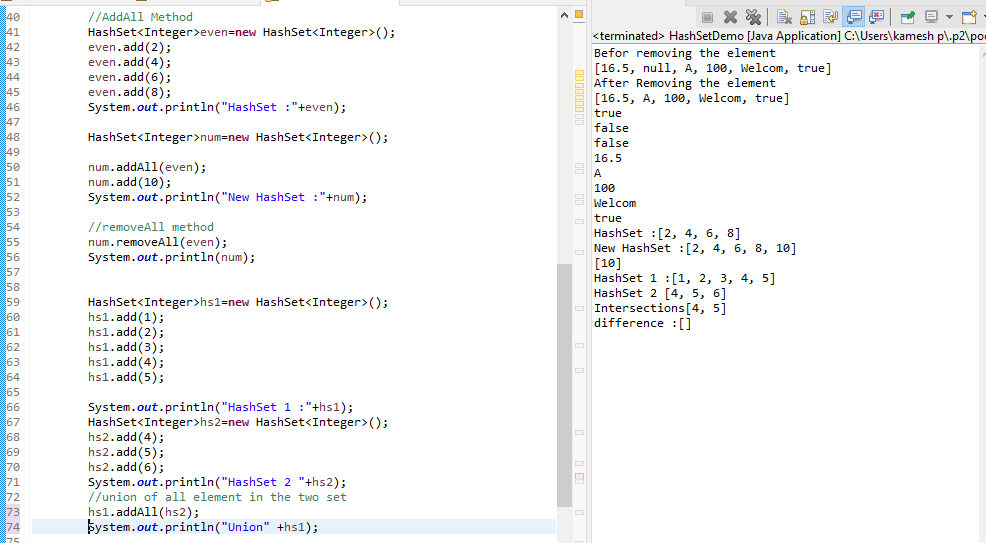 40 //AddAll Method
41 HashSet<Integer>even=new HashSet<Integer>();
42 even.add(2);
43 even.add(4);
44 even.add(6);
45 even.add(8);
46 System.out.println("HashSet :"+even);
47
48 HashSet<Integer>num=new HashSet<Integer>();
49
50 num.addAll(even);
51 num.add(10);
52 System.out.println("New HashSet :"+num);
53
54 //removeAll method
55 num.removeAll(even);
56 System.out.println(num);
57
58
59 HashSet<Integer>hs1=new HashSet<Integer>();
60 hs1.add(1);
61 hs1.add(2);
62 hs1.add(3);
63 hs1.add(4);
64 hs1.add(5);
65
66 System.out.println("HashSet 1 :"+hs1);
67 HashSet<Integer>hs2=new HashSet<Integer>();
68 hs2.add(4);
69 hs2.add(5);
70 hs2.add(6);
71 System.out.println("HashSet 2 "+hs2);
72 //union of all element in the two set
73 hs1.addAll(hs2);
74 System.out.println("Union" +hs1);
75
<terminated> HashSetDemo [Java Application] C:\Users\kamesh p\.p2\poo
Befor removing the element
[16.5, null, A, 100, Welcom, true]
After Removing the element
[16.5, A, 100, Welcom, true]
true
false
false
16.5
A
100
Welcom
true
HashSet :[2, 4, 6, 8]
New HashSet :[2, 4, 6, 8, 10]
[10]
HashSet 1 :[1, 2, 3, 4, 5]
HashSet 2 [4, 5, 6]
Intersections[4, 5]
difference :[]